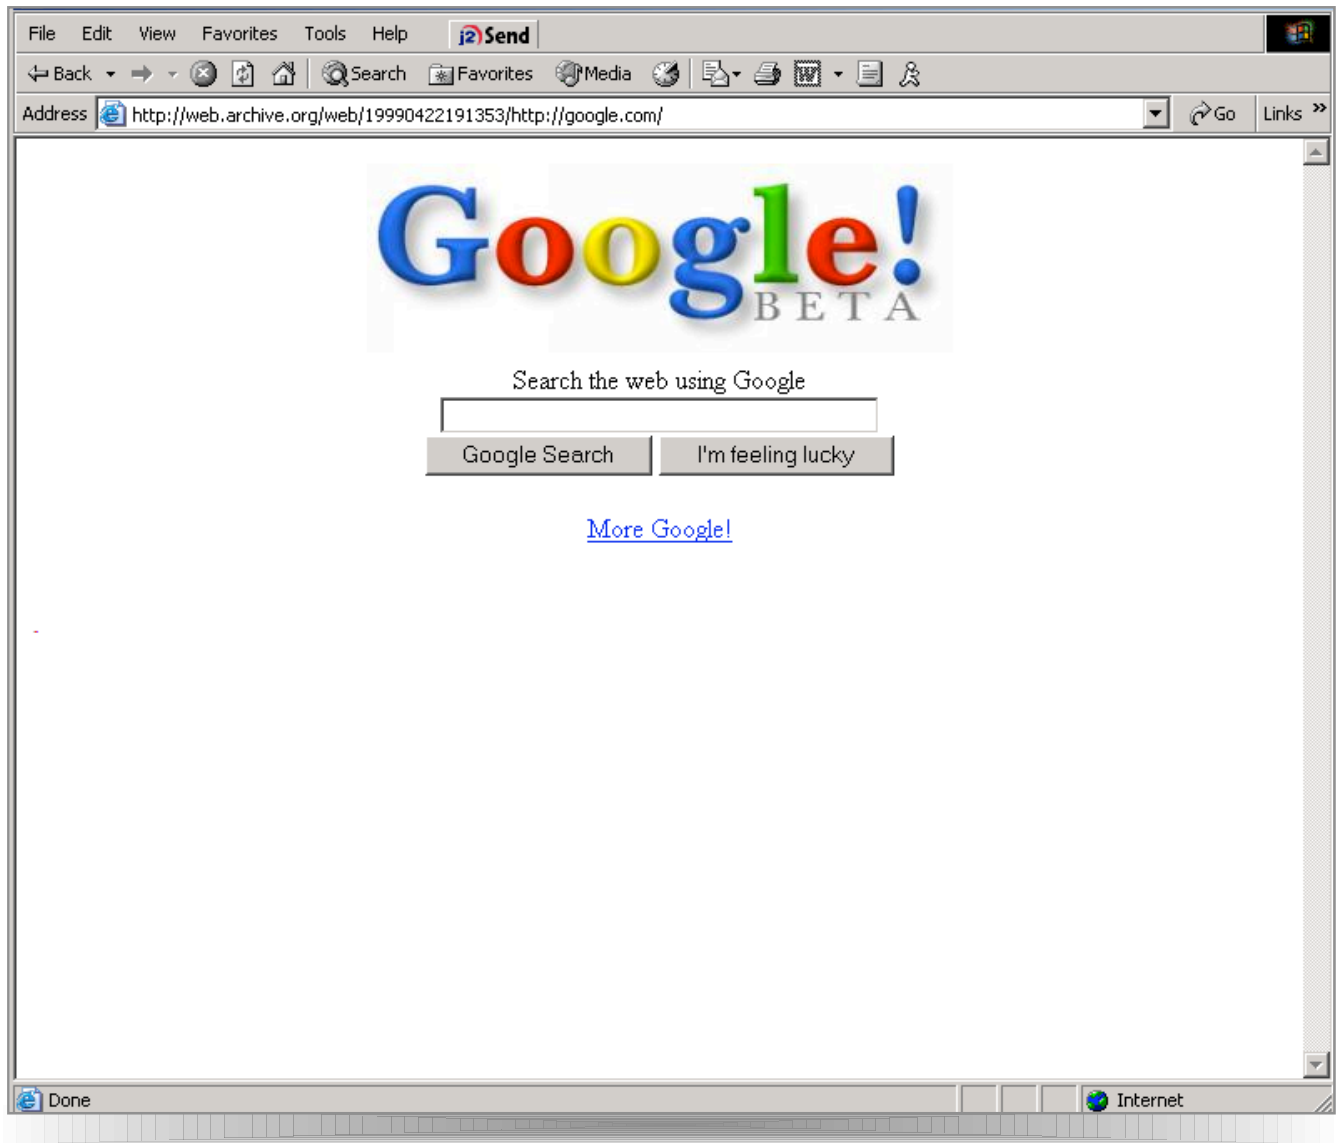 File Edit View Favorites Tools Help j2 Send
Back Search Favorites Media
Address http://web.archive.org/web/19990422191353/http://google.com/ Go Links »
Google!
BETA
Search the web using Google
Google Search I'm feeling lucky
More Google!
Done Internet